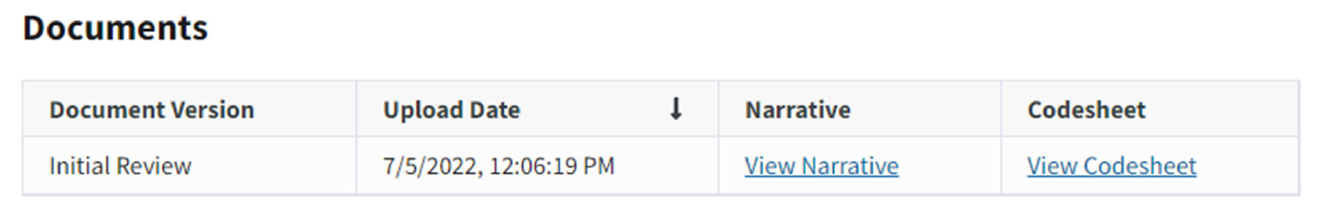 Documents
Document Version Upload Date Narrative Codesheet
Initial Review 7/5/2022, 12:06:19 PM View Narrative View Codesheet